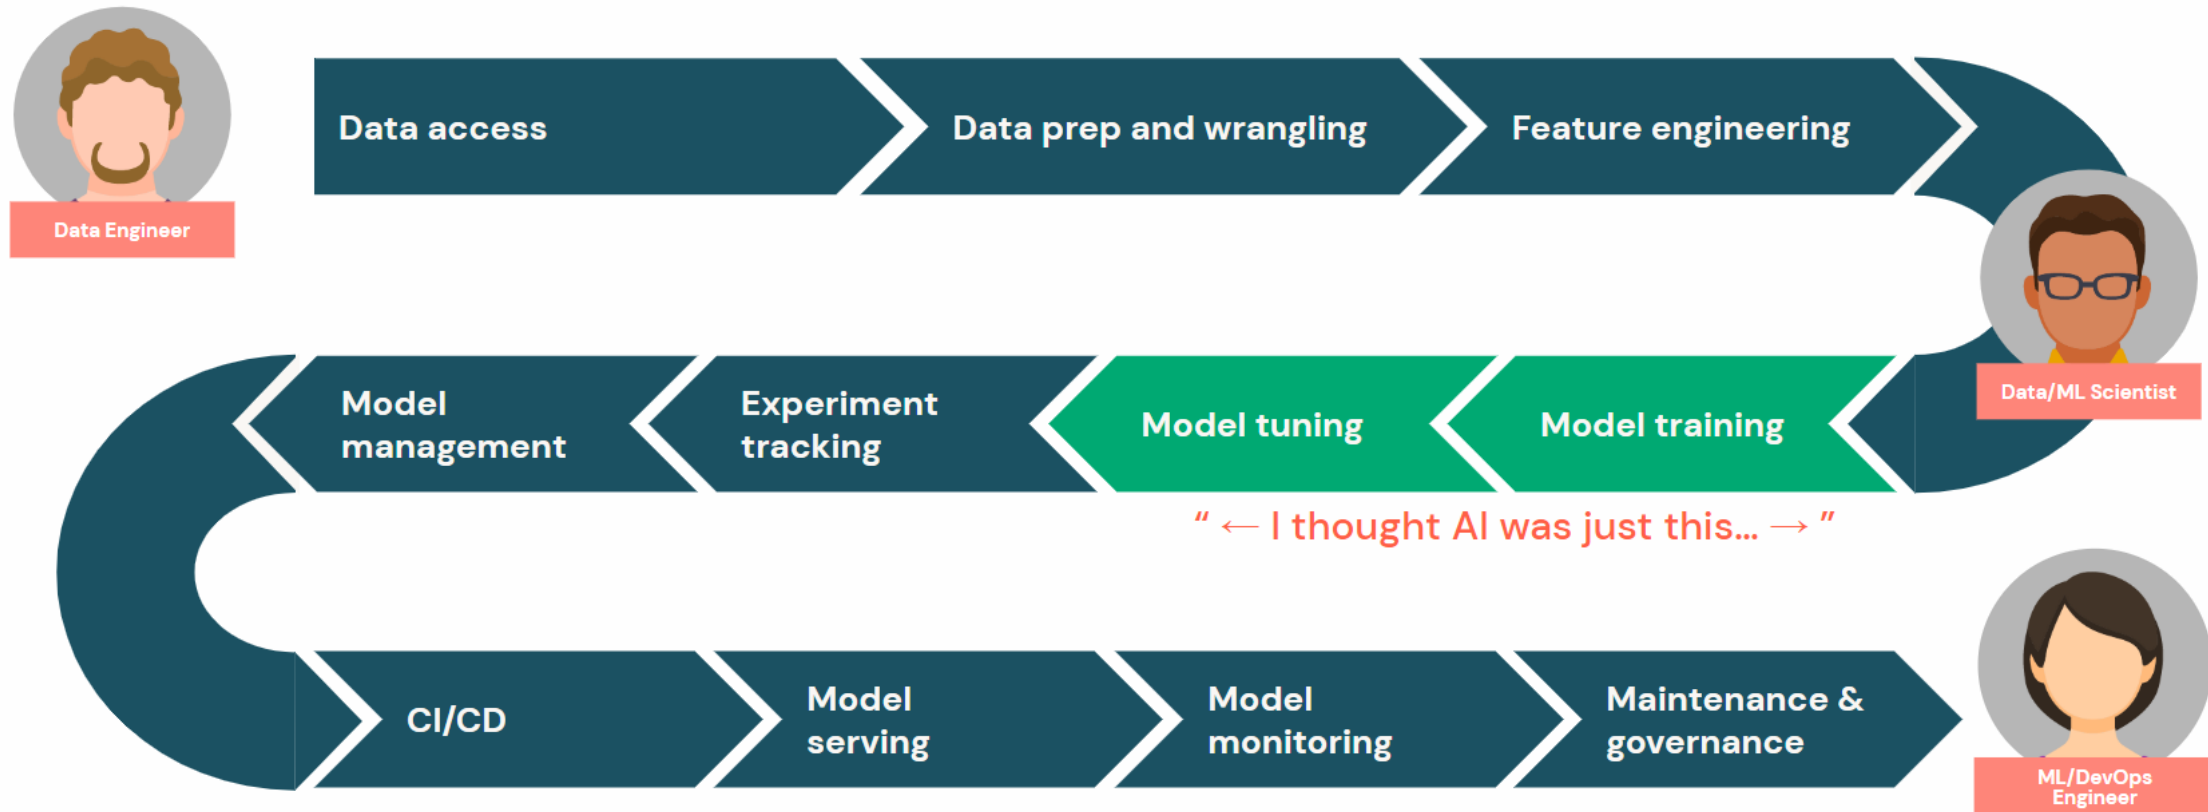 Data access
Data prep and wrangling
Feature engineering
Data Engineer
Data/ML Scientist
Model training
Model tuning
Experiment
tracking
Model
management
“ ← I thought AI was just this... → ”
CI/CD
Model
serving
Model
monitoring
Maintenance &
governance
ML/DevOps
Engineer